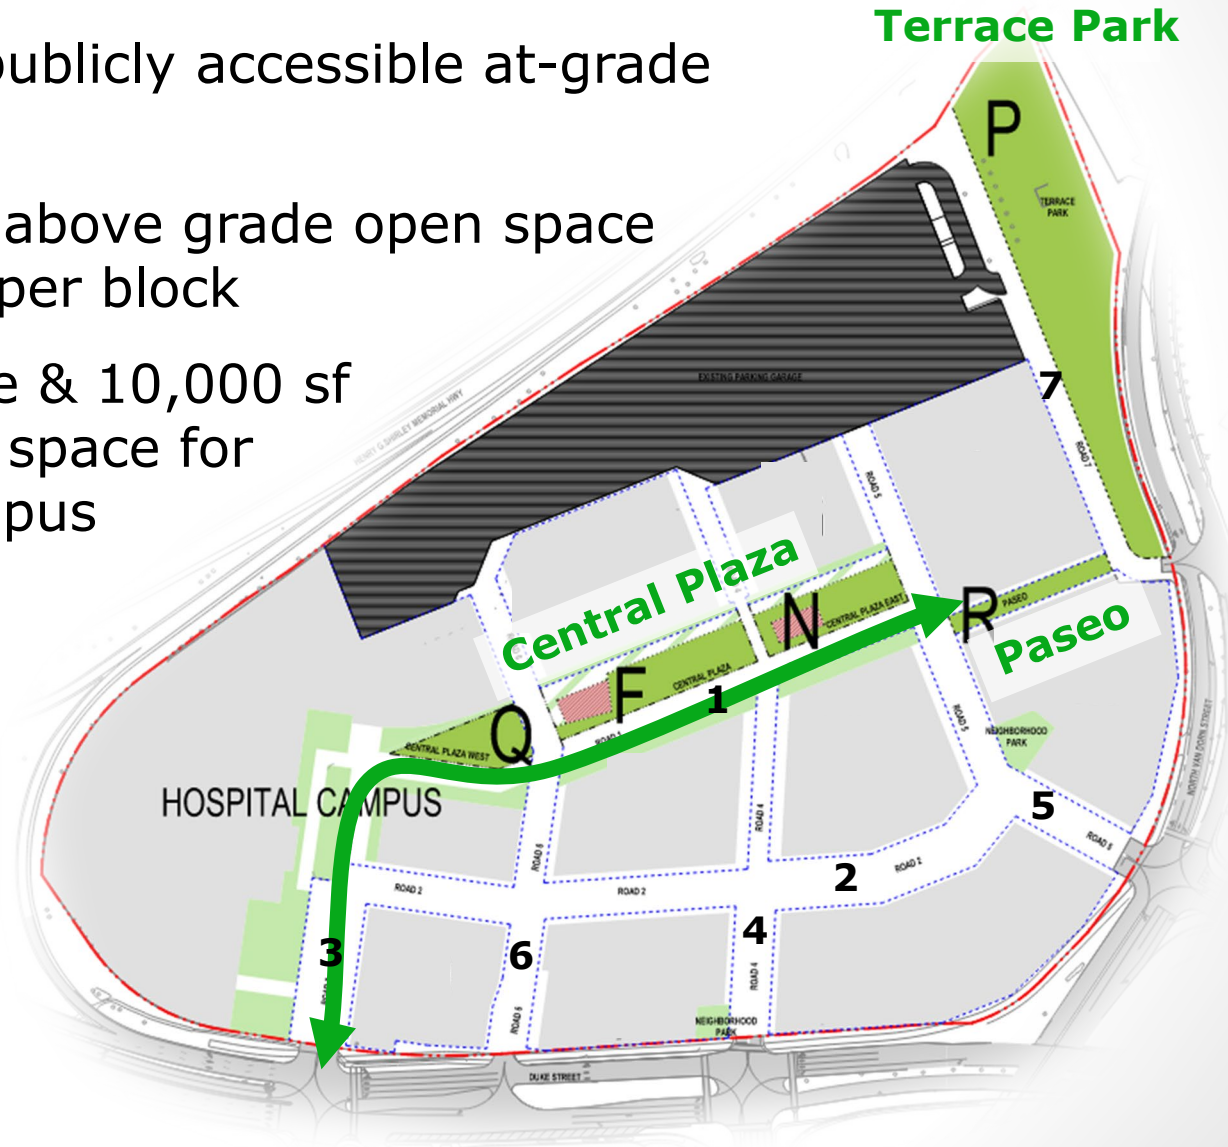 Terrace Park
publicly accessible at-grade
P
above grade open space
TERRACE
PARK
per block
e & 10,000 sf
EXISTING PARKING GARAGE
7
HENRY G SHIRLEY MEMORIAL HWY
space for
ROAD 7
ROAD 5
pus
Central Plaza
N
CENTRAL PLAZA EAST
R
PASEO
Paseo
F
CENTRAL PLAZA
1
Q
CENTRAL PLAZA WEST
ROAD 5
NEIGHBORHOOD
PARK
NORTH VAN DORN STREET
HOSPITAL CAMPUS
5
ROAD 4
ROAD 5
ROAD 6
ROAD 2
ROAD 2
2
ROAD 2
3
6
4
ROAD 4
ROAD 6
NEIGHBORHOOD
PARK
DUKE STREET